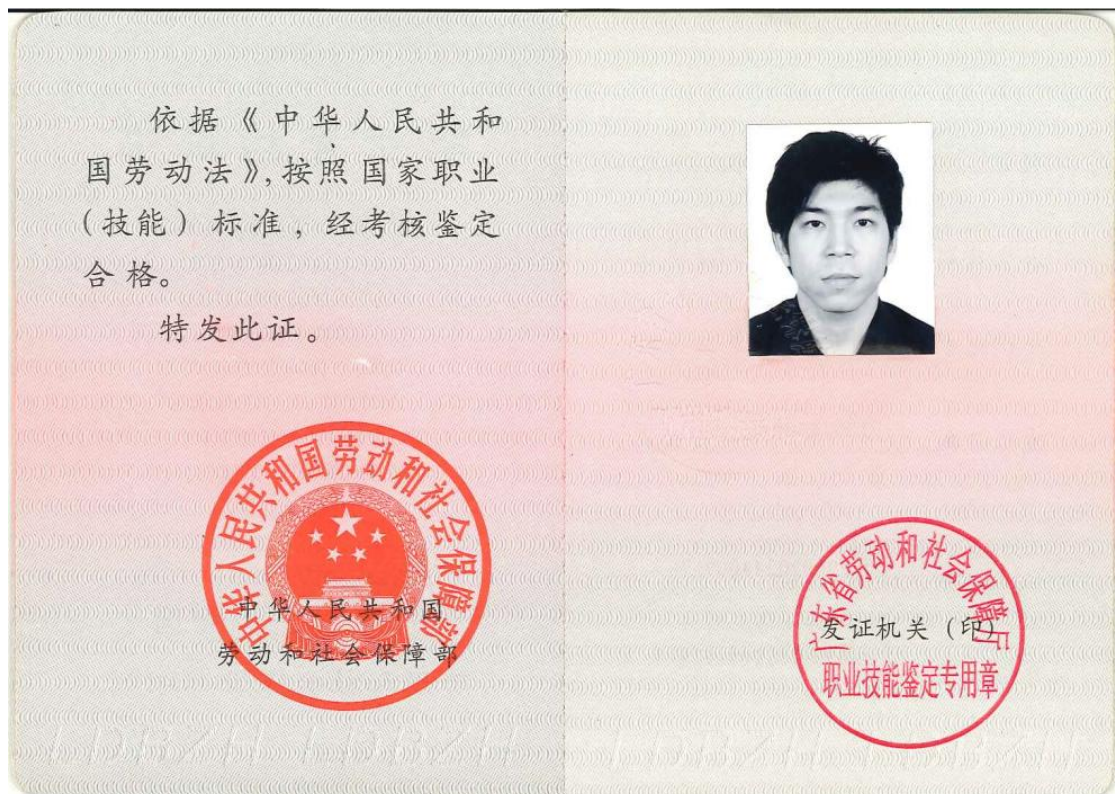 依据《中华人民共和
国劳动法》,按照国家职业
(技能)标准,经考核鉴定
合格。
特发此证。
中华人民共和国劳动和社会保障部
中华人民共和国
劳动和社会保障部
广东省劳动和社会保障厅
发证机关(印)
职业技能鉴定专用章